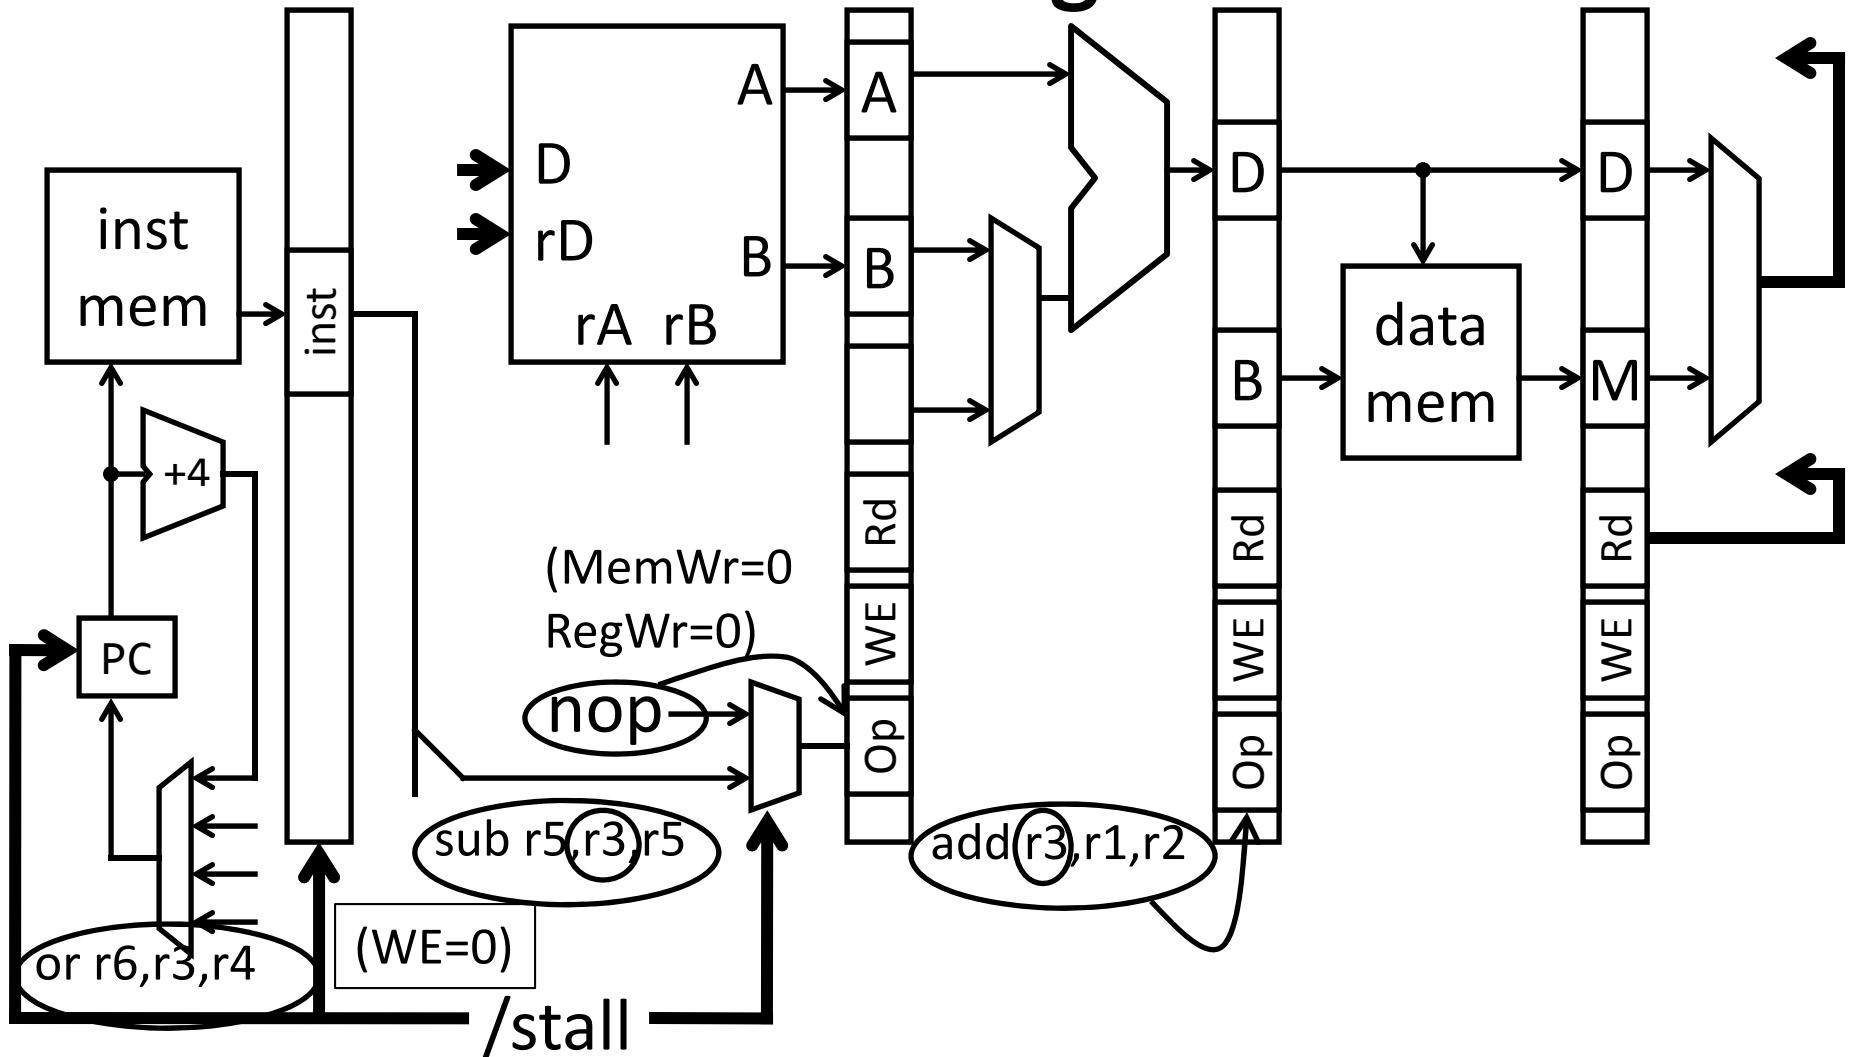 inst
mem
+4
PC
inst
D
rD
A
B
rA rB
A
B
Rd
WE
Op
(MemWr=0
RegWr=0)
nop
sub r5,r3,r5
add r3,r1,r2
or r6,r3,r4
(WE=0)
/stall
D
B
Rd
WE
Op
data
mem
D
M
Rd
WE
Op